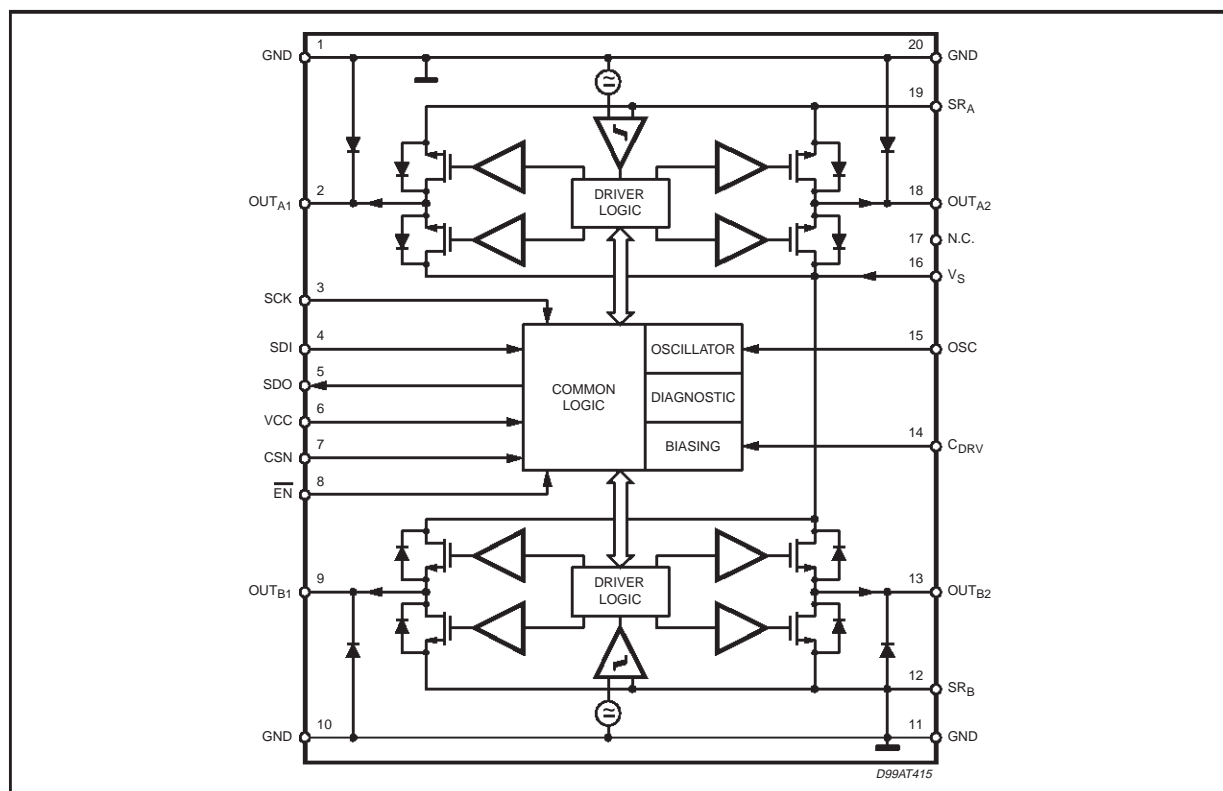 1
20
GND
GND
19
SR_A
DRIVER
LOGIC
2
18
OUT_A1
OUT_A2
17
N.C.
16
V_S
3
SCK
4
15
SDI
OSCILLATOR
OSC
5
SDO
COMMON
LOGIC
DIAGNOSTIC
6
VCC
14
7
BIASING
C_DRV
CSN
8
EN
DRIVER
LOGIC
9
13
OUT_B1
OUT_B2
12
SR_B
10
11
GND
GND
D99AT415